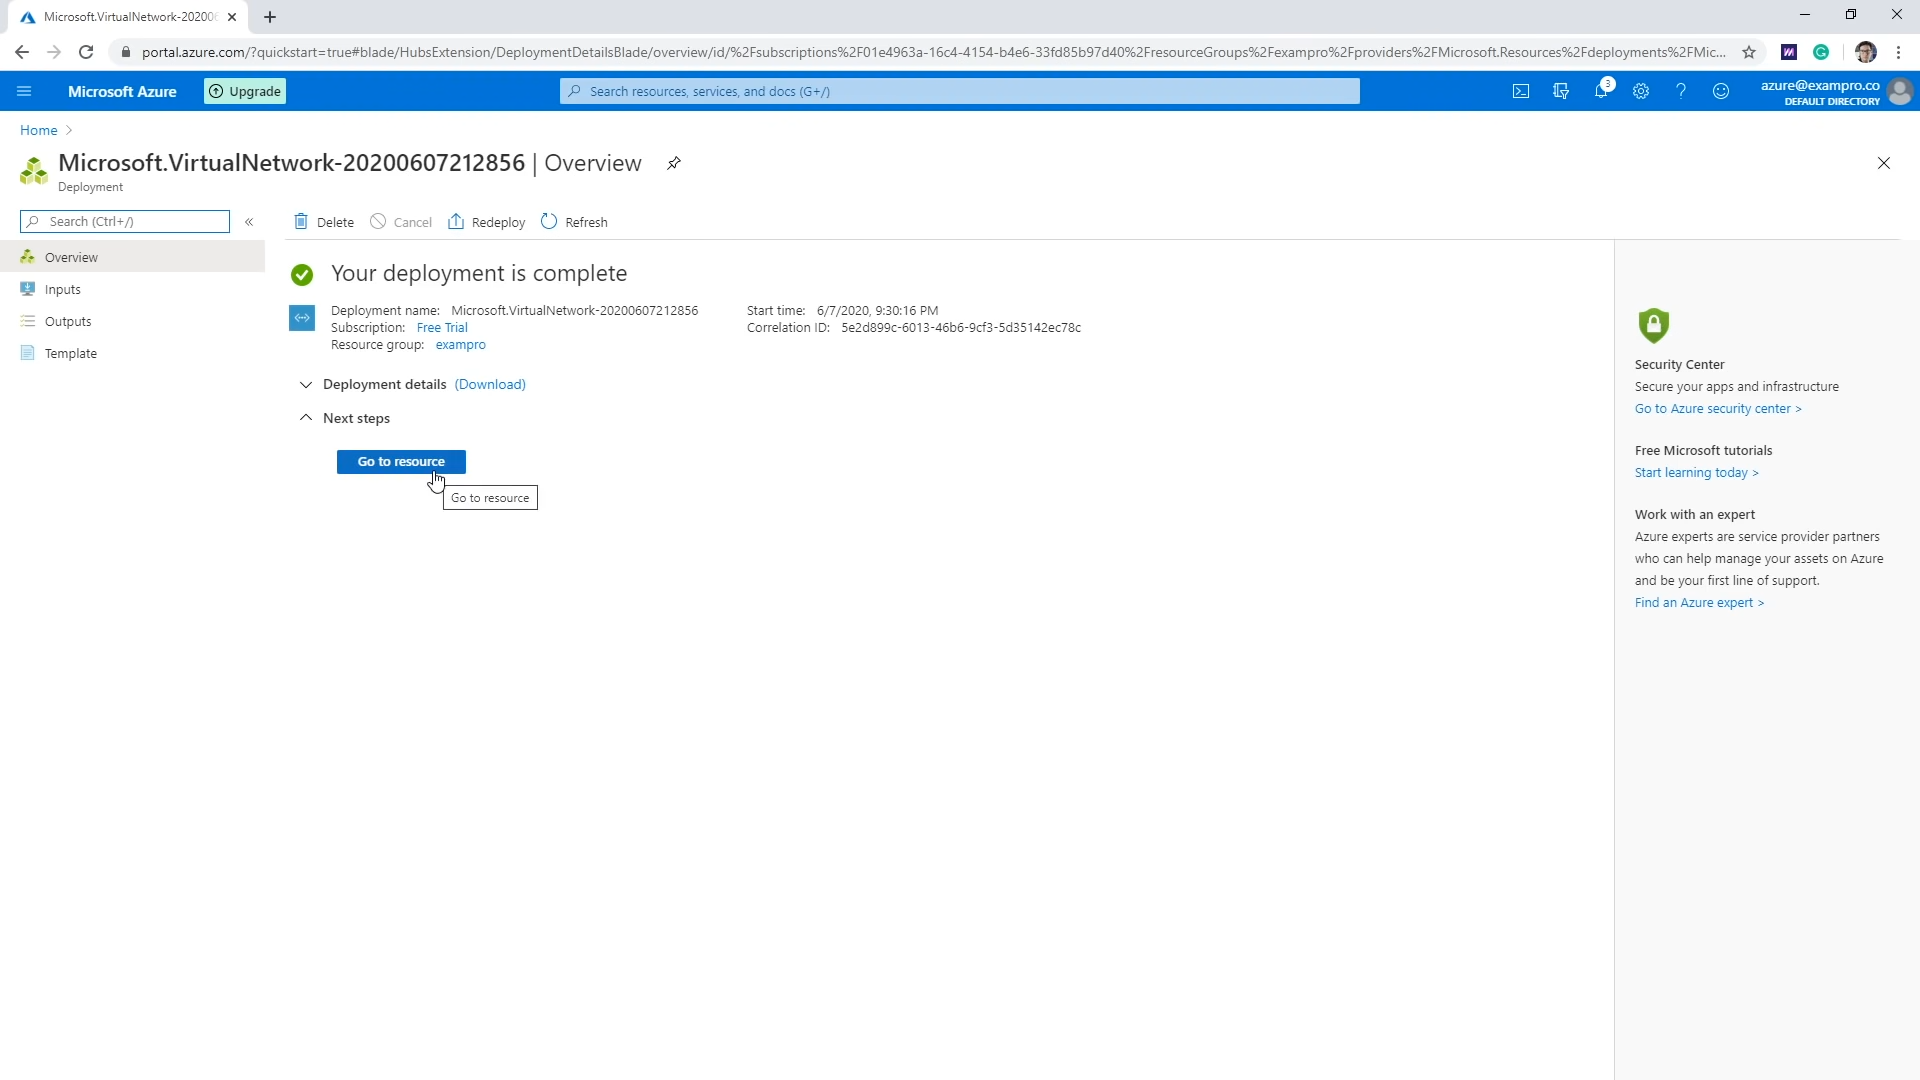 Microsoft.VirtualNetwork-20200
portal.azure.com/?quickstart=true#blade/HubsExtension/DeploymentDetailsBlade/overview/id/%2Fsubscriptions%2F01e4963a-16c4-4154-b4e6-33fd85b97d40%2FresourceGroups%2Fexampro%2Fproviders%2FMicrosoft.Resources%2Fdeployments%2FMic...
Microsoft Azure
Upgrade
Search resources, services, and docs (G+/)
3
azure@exampro.co
DEFAULT DIRECTORY
Home
Microsoft.VirtualNetwork-20200607212856 | Overview
Deployment
Search (Ctrl+/)
«
Delete
Cancel
Redeploy
Refresh
Overview
Inputs
Outputs
Template
Your deployment is complete
Deployment name: Microsoft.VirtualNetwork-20200607212856
Subscription: Free Trial
Resource group: exampro
Start time: 6/7/2020, 9:30:16 PM
Correlation ID: 5e2d899c-6013-46b6-9cf3-5d35142ec78c
Deployment details (Download)
Next steps
Go to resource
Go to resource
Security Center
Secure your apps and infrastructure
Go to Azure security center >
Free Microsoft tutorials
Start learning today >
Work with an expert
Azure experts are service provider partners
who can help manage your assets on Azure
and be your first line of support.
Find an Azure expert >